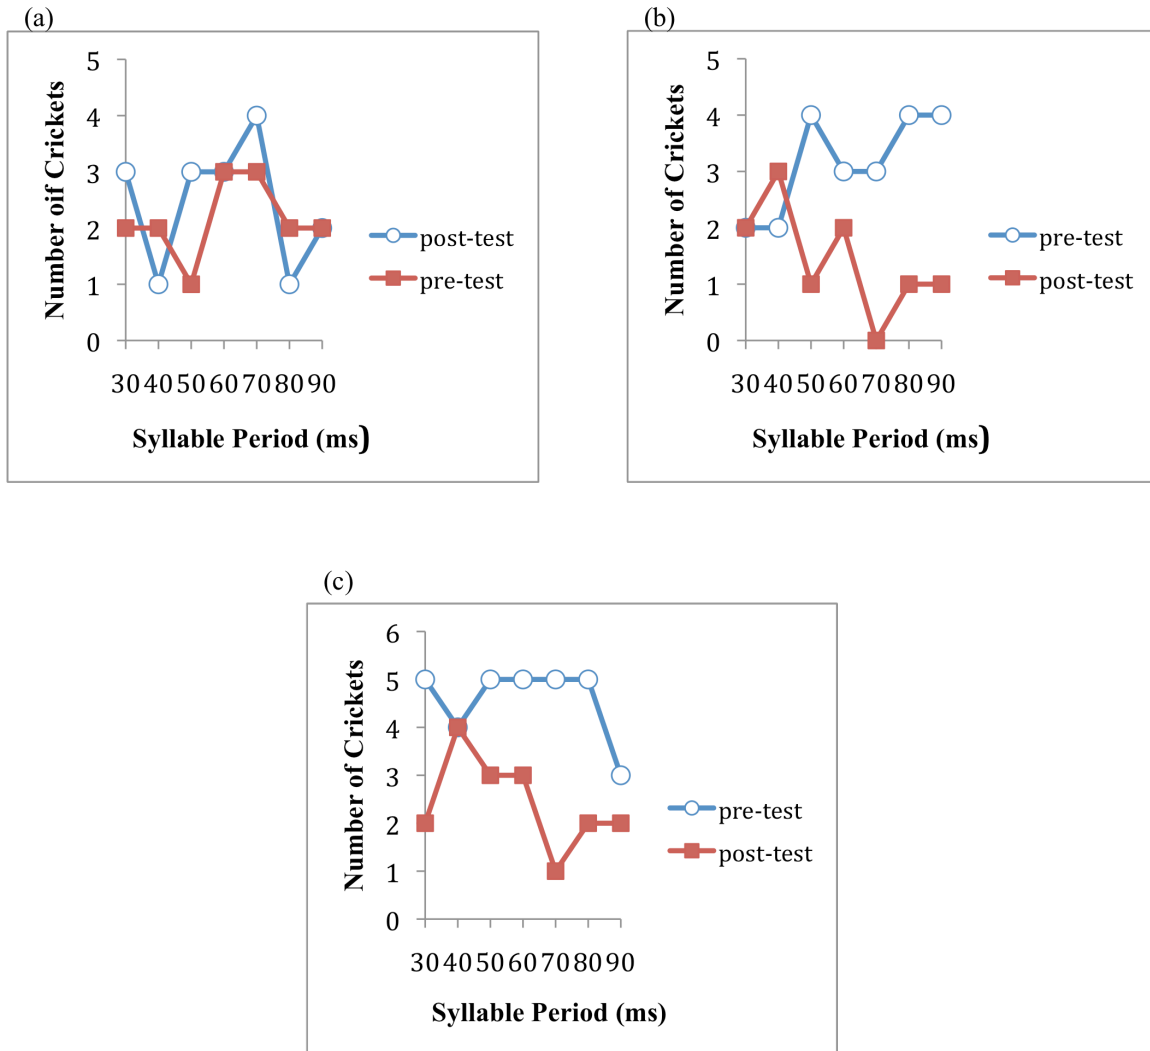 (a)
5
4
3
2
1
0
Number oif Crickets
30 40 50 60 70 80 90
Syllable Period (ms)
post-test
pre-test
(b)
5
4
3
2
1
0
Number of Crickets
30 40 50 60 70 80 90
Syllable Period (ms)
pre-test
post-test
(c)
6
5
4
3
2
1
0
Number of Crickets
30 40 50 60 70 80 90
Syllable Period (ms)
pre-test
post-test